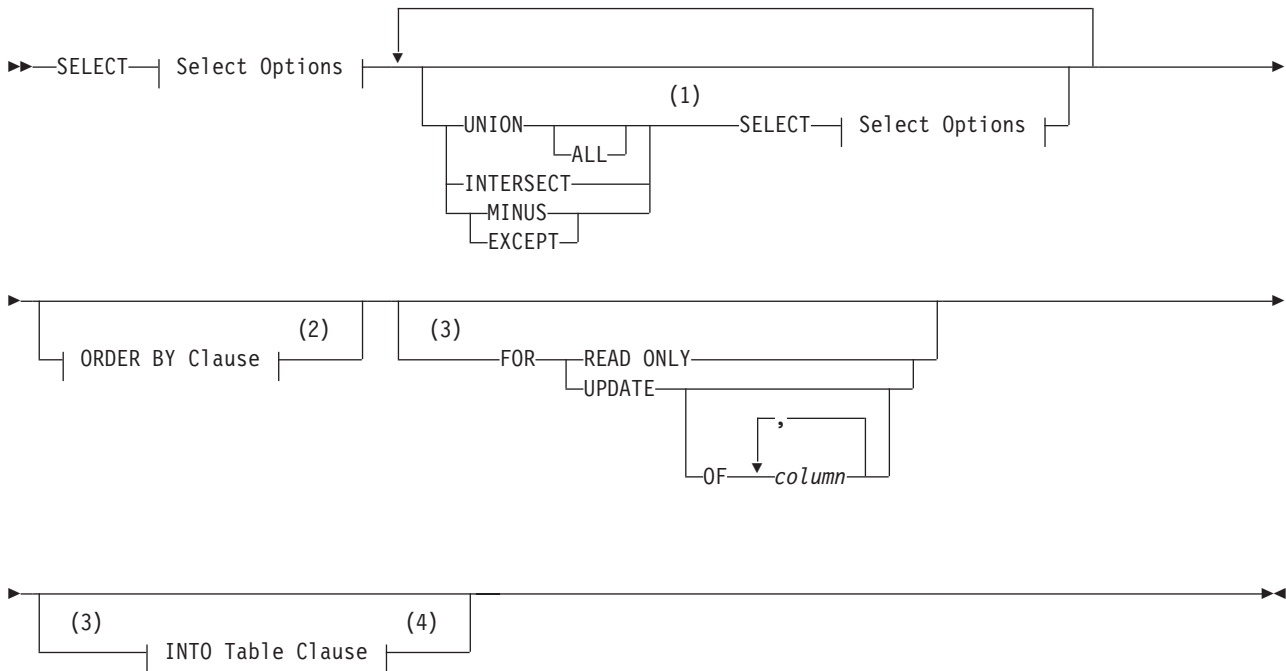 SELECT Select Options
(1)
UNION SELECT Select Options
ALL
INTERSECT
MINUS
EXCEPT
(2) (3)
ORDER BY Clause FOR READ ONLY
UPDATE
,
OF column
(3) (4)
INTO Table Clause